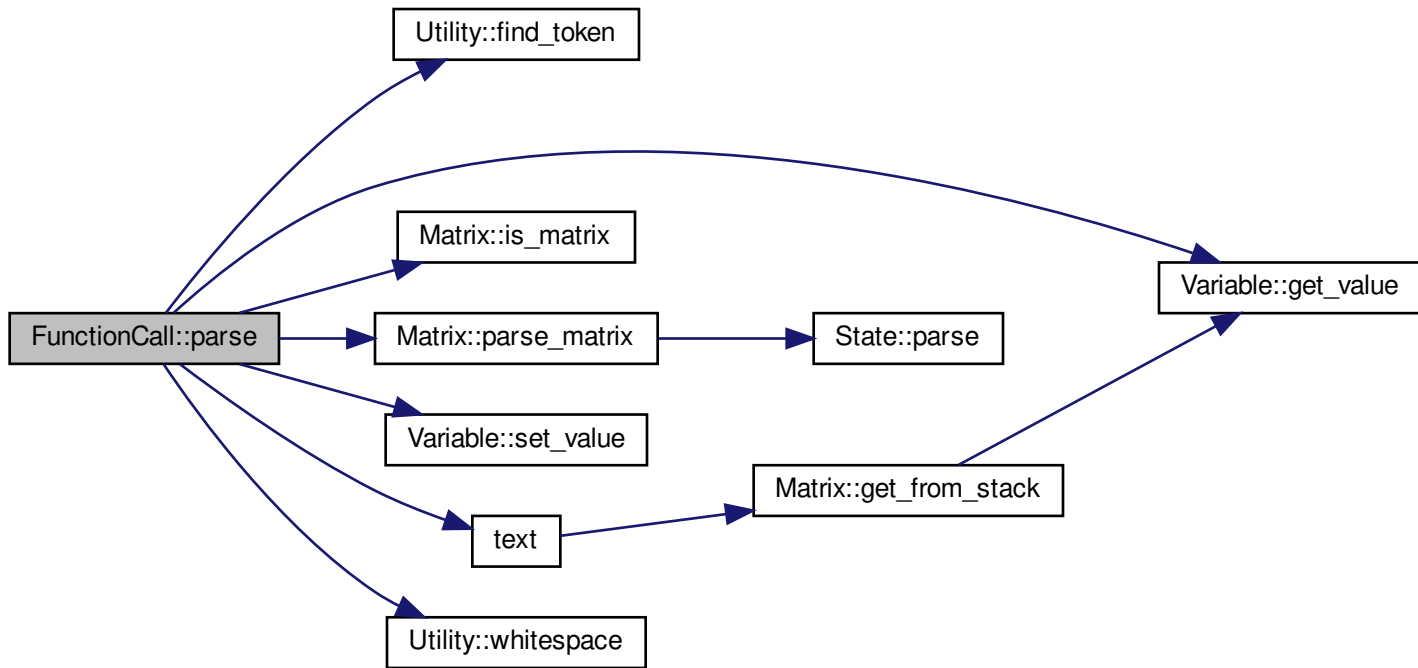 Utility::find_token
Matrix::is_matrix
Variable::get_value
FunctionCall::parse
Matrix::parse_matrix
State::parse
Variable::set_value
Matrix::get_from_stack
text
Utility::whitespace